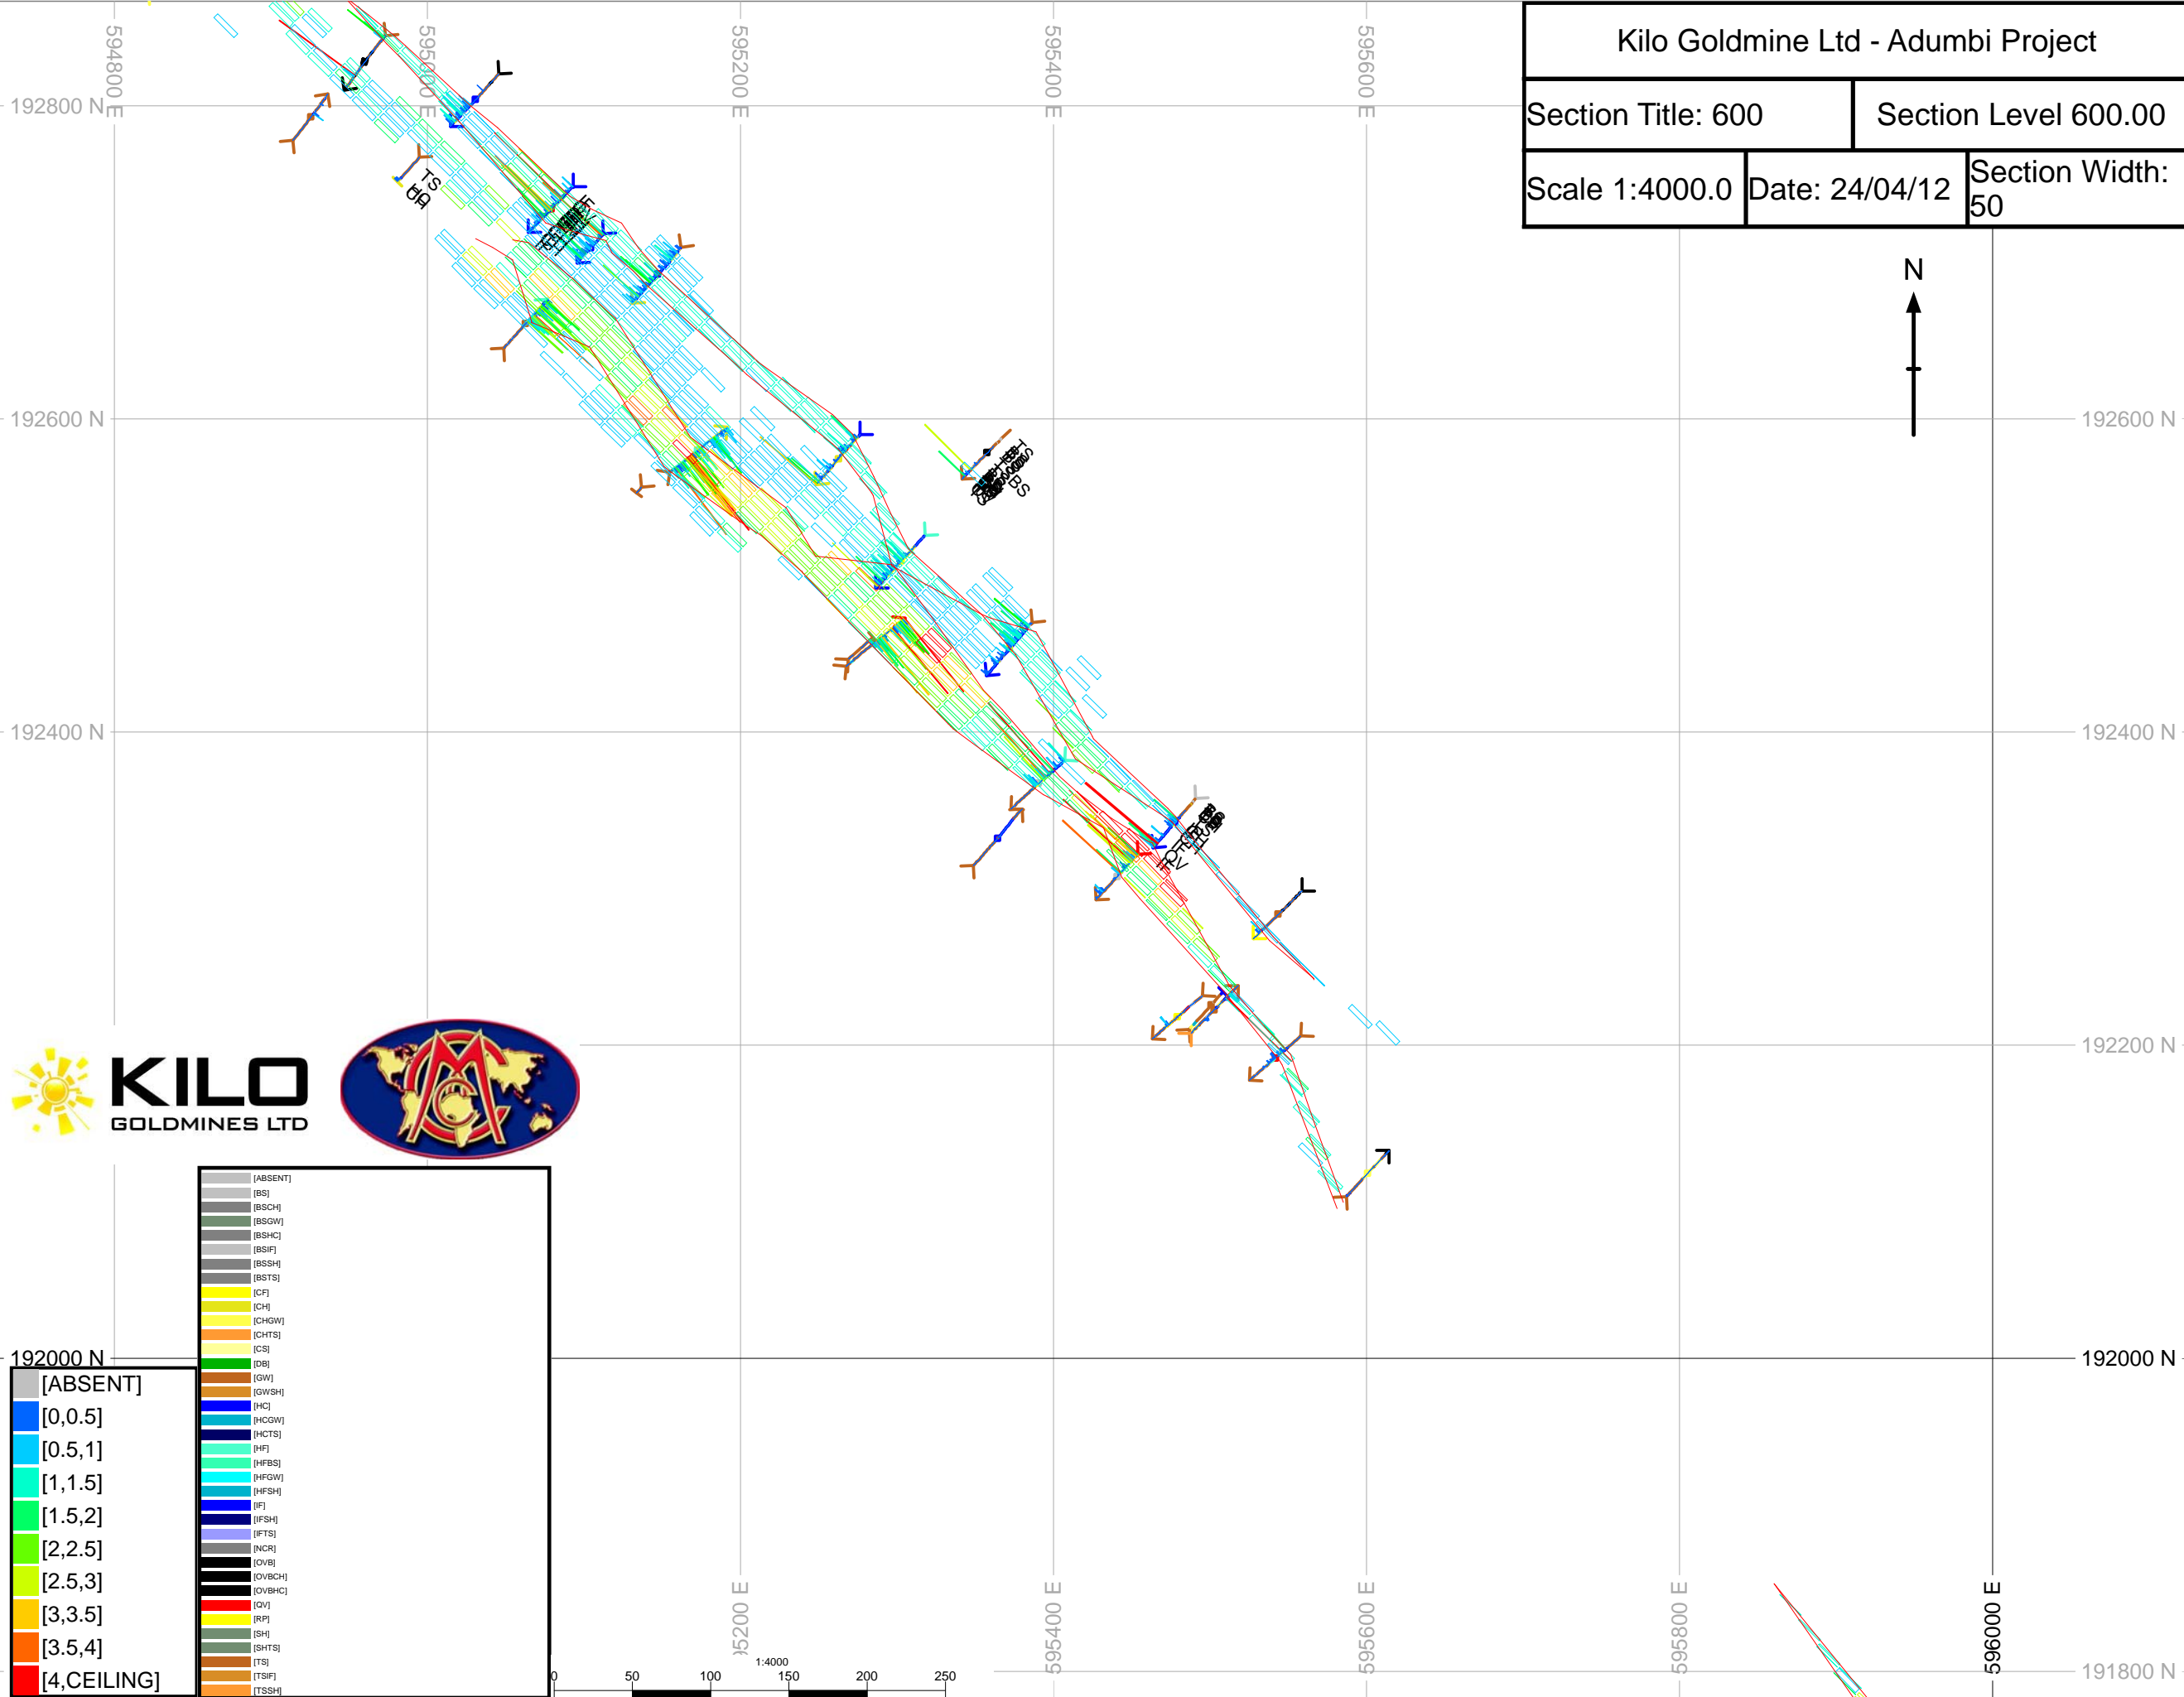 Kilo Goldmine Ltd - Adumbi Project
Section Title: 600
Section Level 600.00
Scale 1:4000.0
Date: 24/04/12
Section Width:
50
594800 E
595000 E
595200 E
595400 E
595600 E
192800 N
TS
N
192600 N
192600 N
BS
192400 N
192400 N
192200 N
192200 N
KILO
GOLDMINES LTD
192000 N
192000 N
[ABSENT]
[0,0.5]
[0.5,1]
[1,1.5]
[1.5,2]
[2,2.5]
[2.5,3]
[3,3.5]
[3.5,4]
[4,CEILING]
[ABSENT]
[BS]
[BSCH]
[BSGW]
[BSHC]
[BSIF]
[BSSH]
[BSTS]
[CF]
[CH]
[CHGW]
[CHTS]
[CS]
[DB]
[GW]
[GWSH]
[HC]
[HCGW]
[HCTS]
[HF]
[HFBS]
[HFGW]
[HFSH]
[IF]
[IFSH]
[IFTS]
[NCR]
[OVB]
[OVBCH]
[OVBHC]
[QV]
[RP]
[SH]
[SHTS]
[TS]
[TSIF]
[TSSH]
1:4000
0 50 100 150 200 250
95200 E
595400 E
595600 E
595800 E
596000 E
191800 N